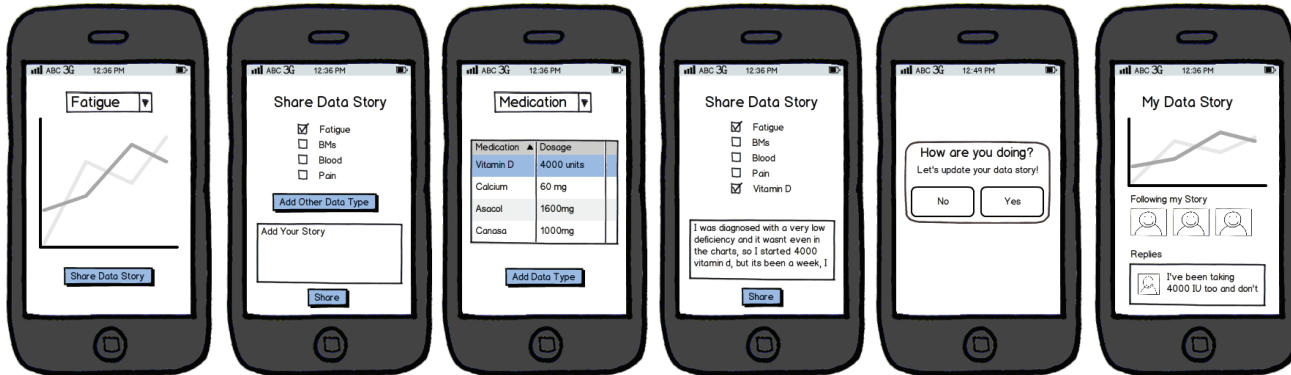 ABC 3G 12:36 PM
Fatigue
Share Data Story
ABC 3G 12:36 PM
Share Data Story
Fatigue
BMs
Blood
Pain
Add Other Data Type
Add Your Story
Share
ABC 3G 12:36 PM
Medication
Medication Dosage
Vitamin D 4000 units
Calcium 60 mg
Asacol 1600mg
Canasa 1000mg
Add Data Type
ABC 3G 12:36 PM
Share Data Story
Fatigue
BMs
Blood
Pain
Vitamin D
I was diagnosed with a very low
deficiency and it wasnt even in
the charts, so I started 4000
vitamin d, but its been a week, I
Share
ABC 3G 12:49 PM
How are you doing?
Let's update your data story!
No Yes
ABC 3G 12:36 PM
My Data Story
Following my Story
Replies
I've been taking
4000 IU too and don't